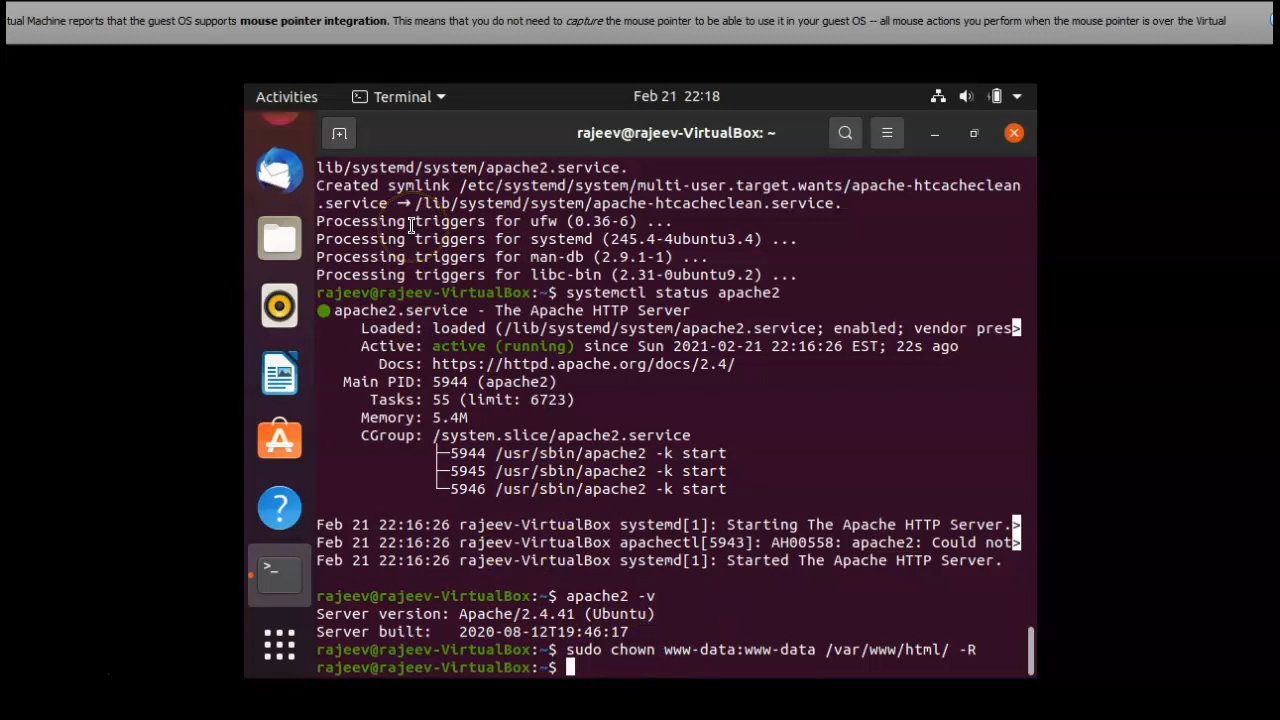 tual Machine reports that the guest OS supports mouse pointer integration. This means that you do not need to capture the mouse pointer to be able to use it in your guest OS -- all mouse actions you perform when the mouse pointer is over the Virtual
Activities Terminal Feb 21 22:18
rajeev@rajeev-VirtualBox: ~
lib/systemd/system/apache2.service.
Created symlink /etc/systemd/system/multi-user.target.wants/apache-htcacheclean
.service → /lib/systemd/system/apache-htcacheclean.service.
Processing triggers for ufw (0.36-6) ...
Processing triggers for systemd (245.4-4ubuntu3.4) ...
Processing triggers for man-db (2.9.1-1) ...
Processing triggers for libc-bin (2.31-0ubuntu9.2) ...
rajeev@rajeev-VirtualBox:~$ systemctl status apache2
● apache2.service - The Apache HTTP Server
Loaded: loaded (/lib/systemd/system/apache2.service; enabled; vendor pres>
Active: active (running) since Sun 2021-02-21 22:16:26 EST; 22s ago
Docs: https://httpd.apache.org/docs/2.4/
Main PID: 5944 (apache2)
Tasks: 55 (limit: 6723)
Memory: 5.4M
CGroup: /system.slice/apache2.service
├─5944 /usr/sbin/apache2 -k start
├─5945 /usr/sbin/apache2 -k start
└─5946 /usr/sbin/apache2 -k start
Feb 21 22:16:26 rajeev-VirtualBox systemd[1]: Starting The Apache HTTP Server.>
Feb 21 22:16:26 rajeev-VirtualBox apachectl[5943]: AH00558: apache2: Could not>
Feb 21 22:16:26 rajeev-VirtualBox systemd[1]: Started The Apache HTTP Server.
rajeev@rajeev-VirtualBox:~$ apache2 -v
Server version: Apache/2.4.41 (Ubuntu)
Server built: 2020-08-12T19:46:17
rajeev@rajeev-VirtualBox:~$ sudo chown www-data:www-data /var/www/html/ -R
rajeev@rajeev-VirtualBox:~$